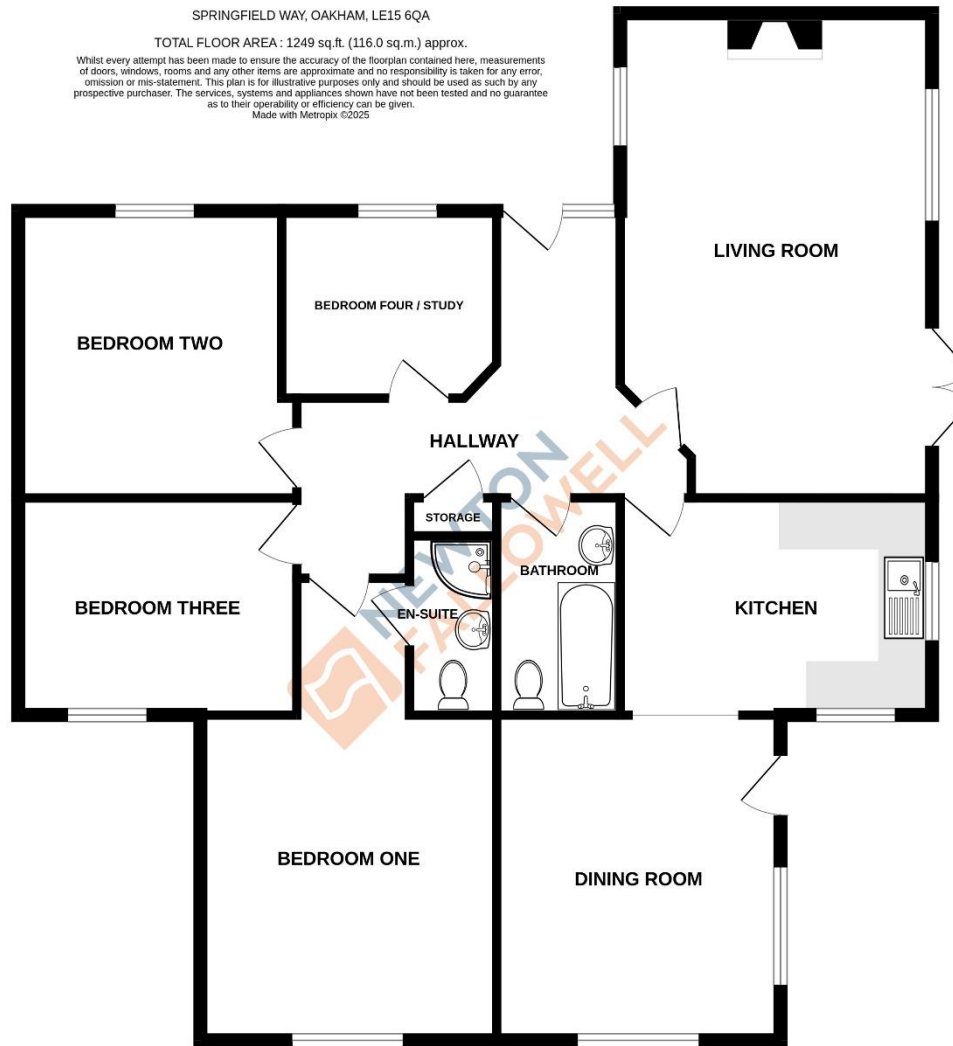 SPRINGFIELD WAY, OAKHAM, LE15 6QA
TOTAL FLOOR AREA : 1249 sq.ft. (116.0 sq.m.) approx.
Whilst every attempt has been made to ensure the accuracy of the floorplan contained here, measurements
of doors, windows, rooms and any other items are approximate and no responsibility is taken for any error,
omission or mis-statement. This plan is for illustrative purposes only and should be used as such by any
prospective purchaser. The services, systems and appliances shown have not been tested and no guarantee
as to their operability or efficiency can be given.
Made with Metropix ©2025
LIVING ROOM
BEDROOM FOUR / STUDY
BEDROOM TWO
HALLWAY
STORAGE
BATHROOM
BEDROOM THREE
EN-SUITE
KITCHEN
BEDROOM ONE
DINING ROOM
NEWTON
FALLOWELL